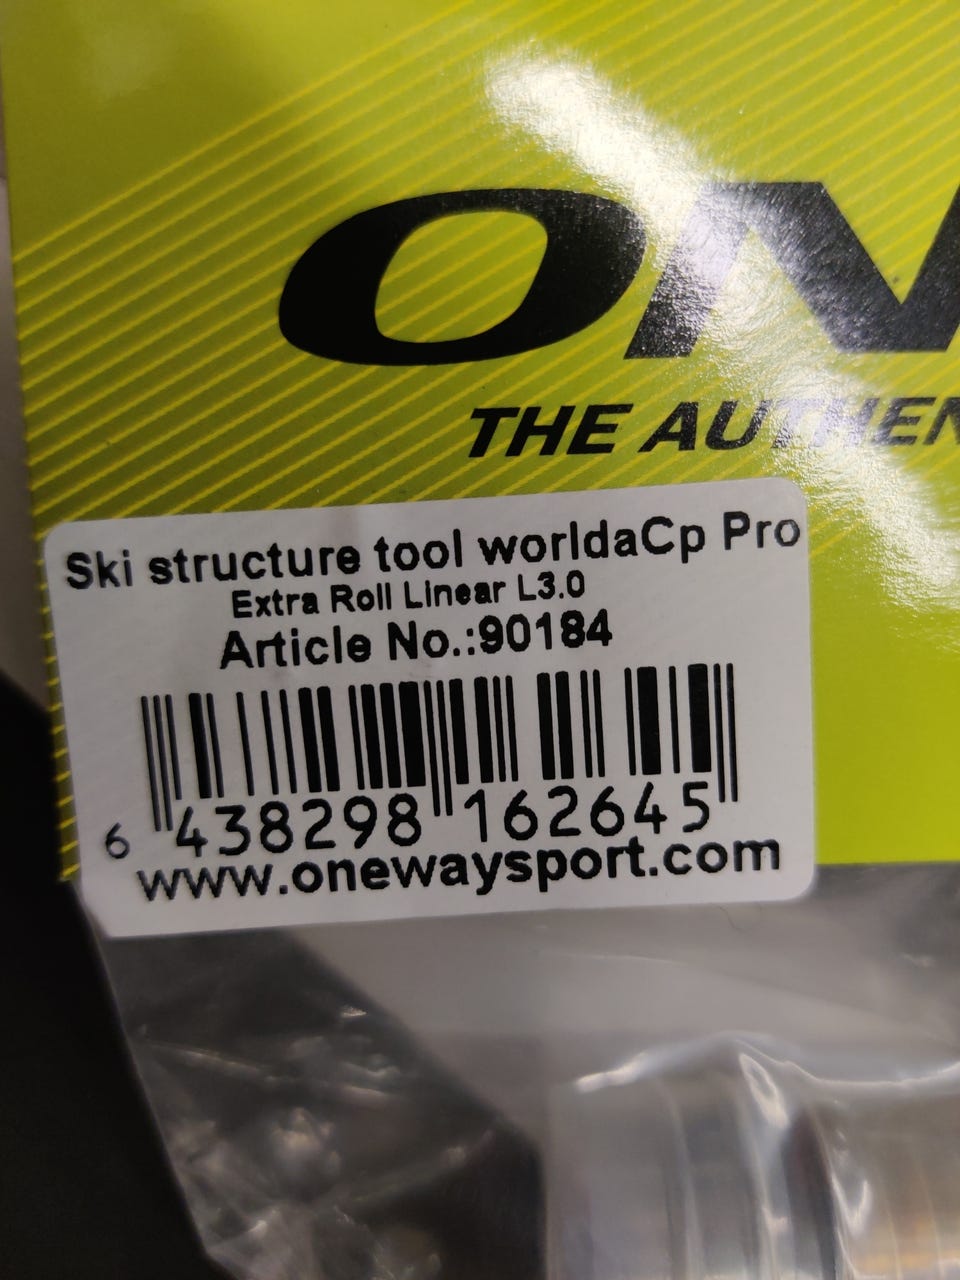 ON
THE AUTHEN
Ski structure tool worldaCp Pro
Extra Roll Linear L3.0
Article No.:90184
6 438298 162645
www.onewaysport.com